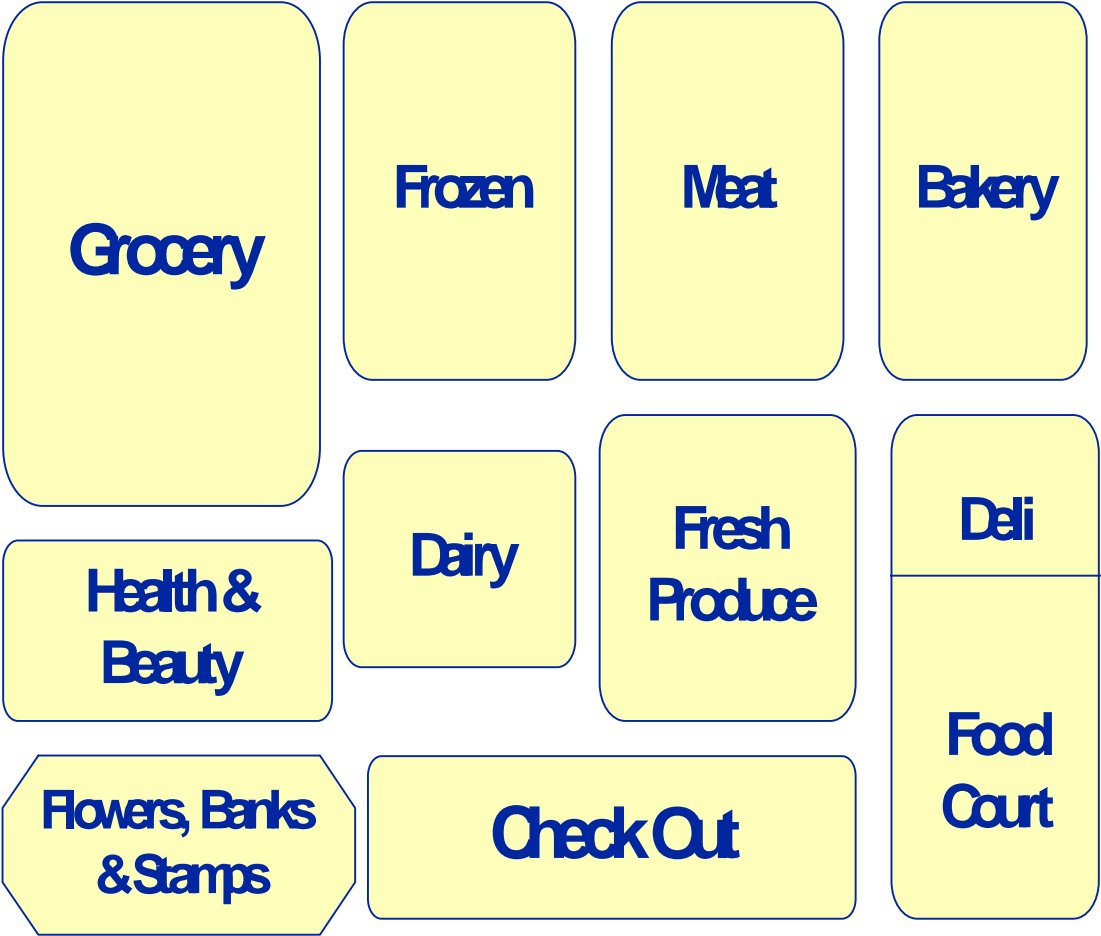 Grocery
Frozen
Meat
Bakery
Health &
Beauty
Dairy
Fresh
Produce
Deli
Food
Court
Flowers, Banks
& Stamps
Check Out